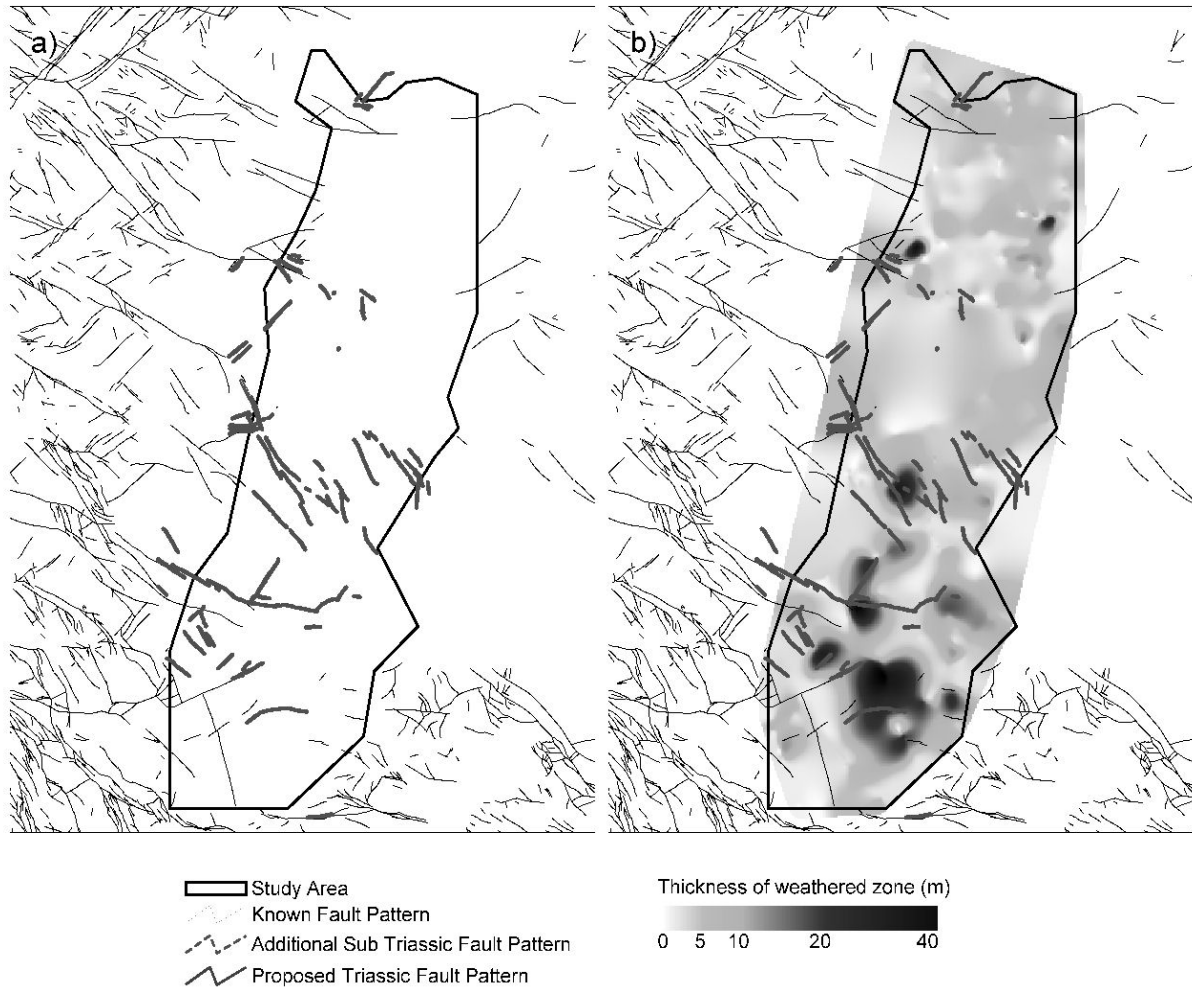 a)
b)
Study Area
Known Fault Pattern
Additional Sub Triassic Fault Pattern
Proposed Triassic Fault Pattern
Thickness of weathered zone (m)
0 5 10 20 40